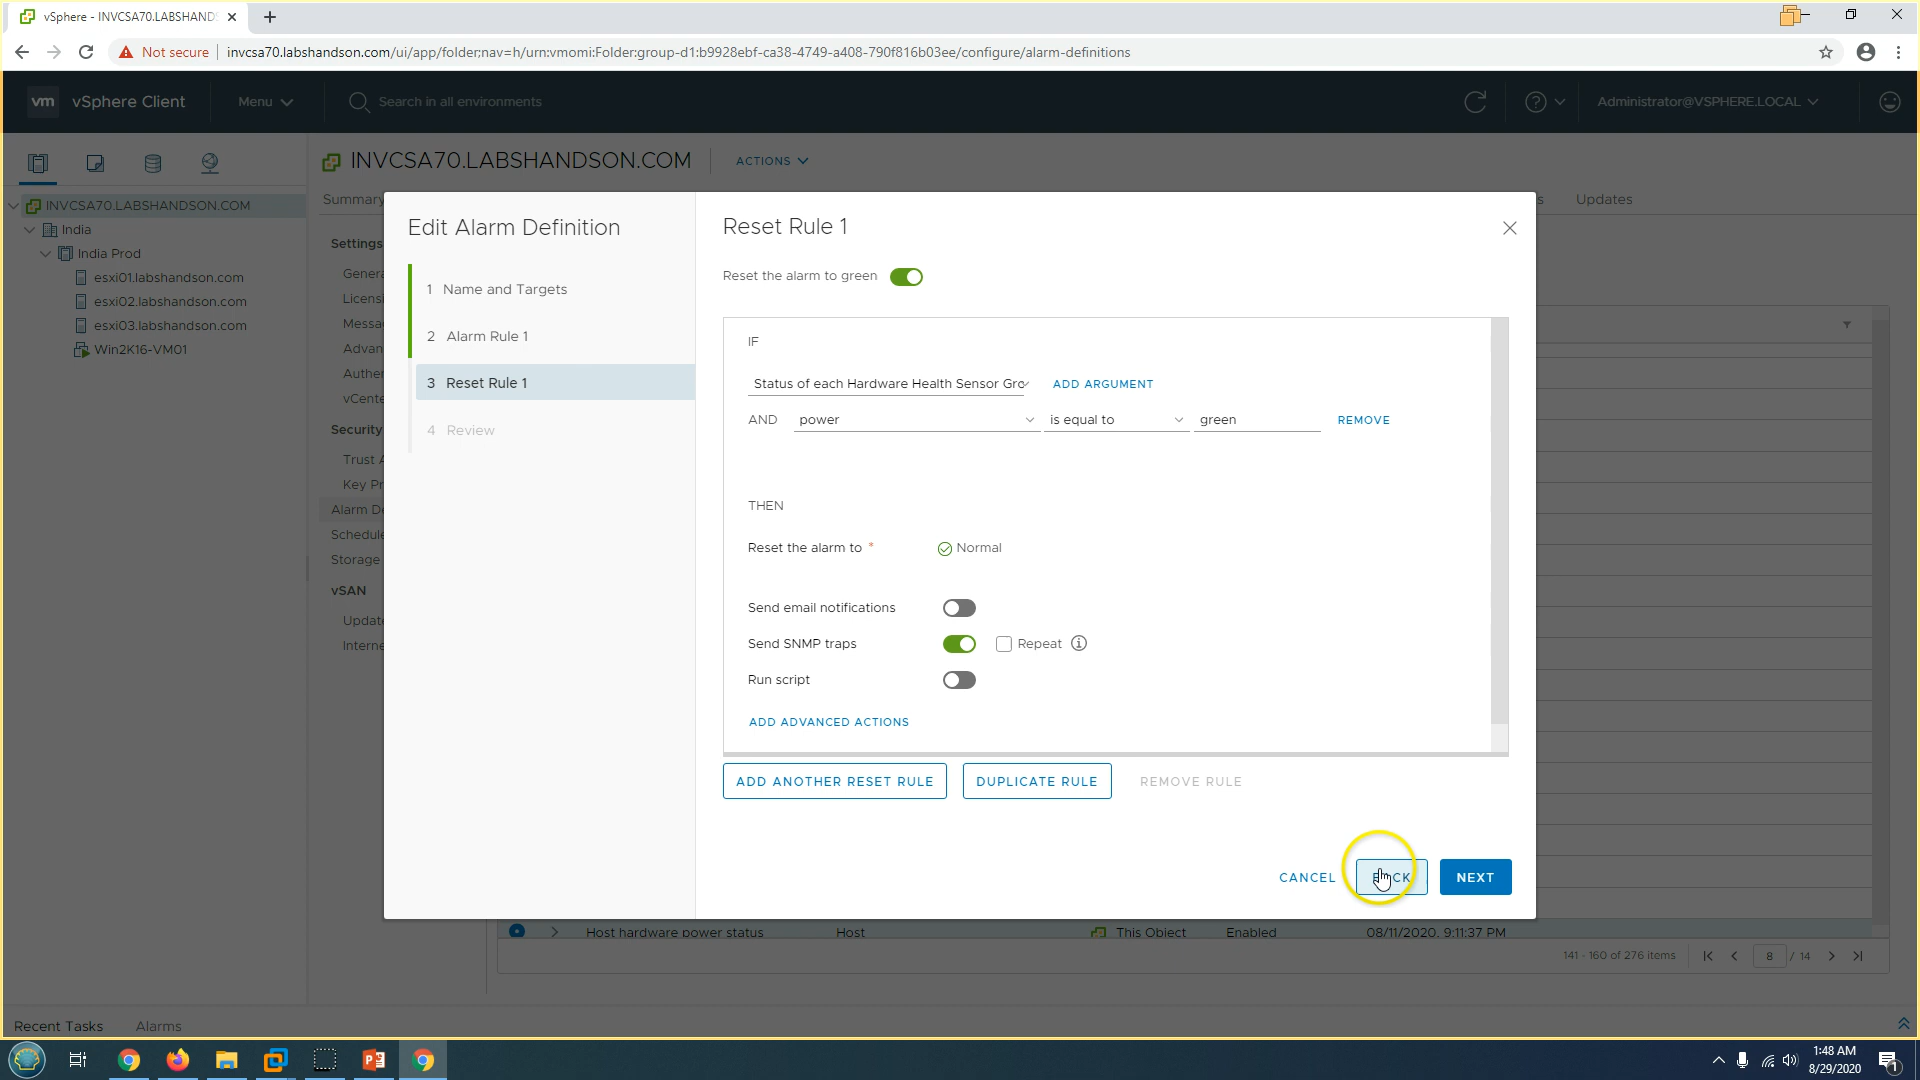 vSphere - INVCSA70.LABSHANDS
Not secure
invcsa70.labshandson.com/ui/app/folder;nav=h/urn:vmomi:Folder:group-d1:b9928ebf-ca38-4749-a408-790f816b03ee/configure/alarm-definitions
vm vSphere Client Menu Search in all environments Administrator@VSPHERE.LOCAL
INVCSA70.LABSHANDSON.COM ACTIONS
Summary s Updates
INVCSA70.LABSHANDSON.COM
India
India Prod
esxi01.labshandson.com
esxi02.labshandson.com
esxi03.labshandson.com
Win2K16-VM01
Settings
Genera
Licensi
Messa
Advan
Authen
vCente
Security
Trust A
Key Pr
Alarm De
Schedule
Storage
vSAN
Update
Interne
Edit Alarm Definition
1 Name and Targets
2 Alarm Rule 1
3 Reset Rule 1
4 Review
Reset Rule 1
Reset the alarm to green
IF
Status of each Hardware Health Sensor Gro ADD ARGUMENT
AND power is equal to green REMOVE
THEN
Reset the alarm to * Normal
Send email notifications
Send SNMP traps Repeat
Run script
ADD ADVANCED ACTIONS
ADD ANOTHER RESET RULE DUPLICATE RULE REMOVE RULE
CANCEL BACK NEXT
Host hardware power status Host This Object Enabled 08/11/2020, 9:11:37 PM
141 - 160 of 276 items 8 / 14
Recent Tasks Alarms
1:48 AM
8/29/2020
1